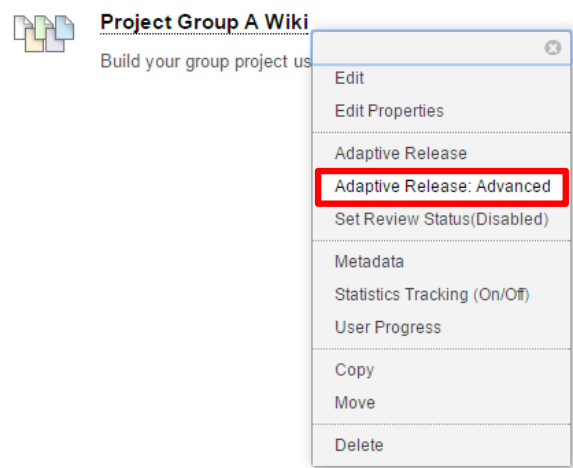 Project Group A Wiki
Build your group project us
Edit
Edit Properties
Adaptive Release
Adaptive Release: Advanced
Set Review Status(Disabled)
Metadata
Statistics Tracking (On/Off)
User Progress
Copy
Move
Delete